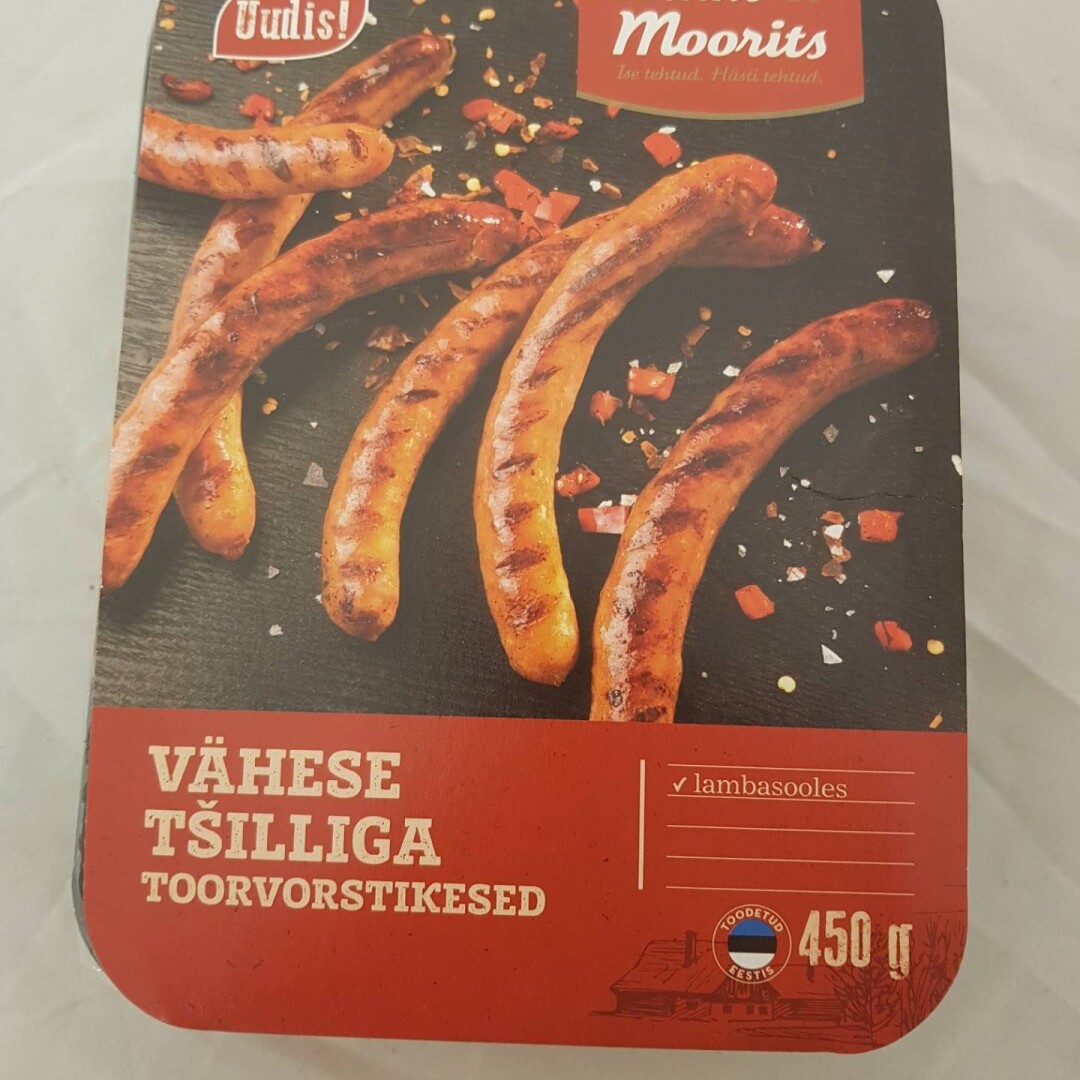 Uudis!
Moorits
Ise tehtud. Hästi tehtud.
VÄHESE
TŠILLIGA
TOORVORSTIKESED
✓ lambasooles
TOODETUD
EESTIS
450 g